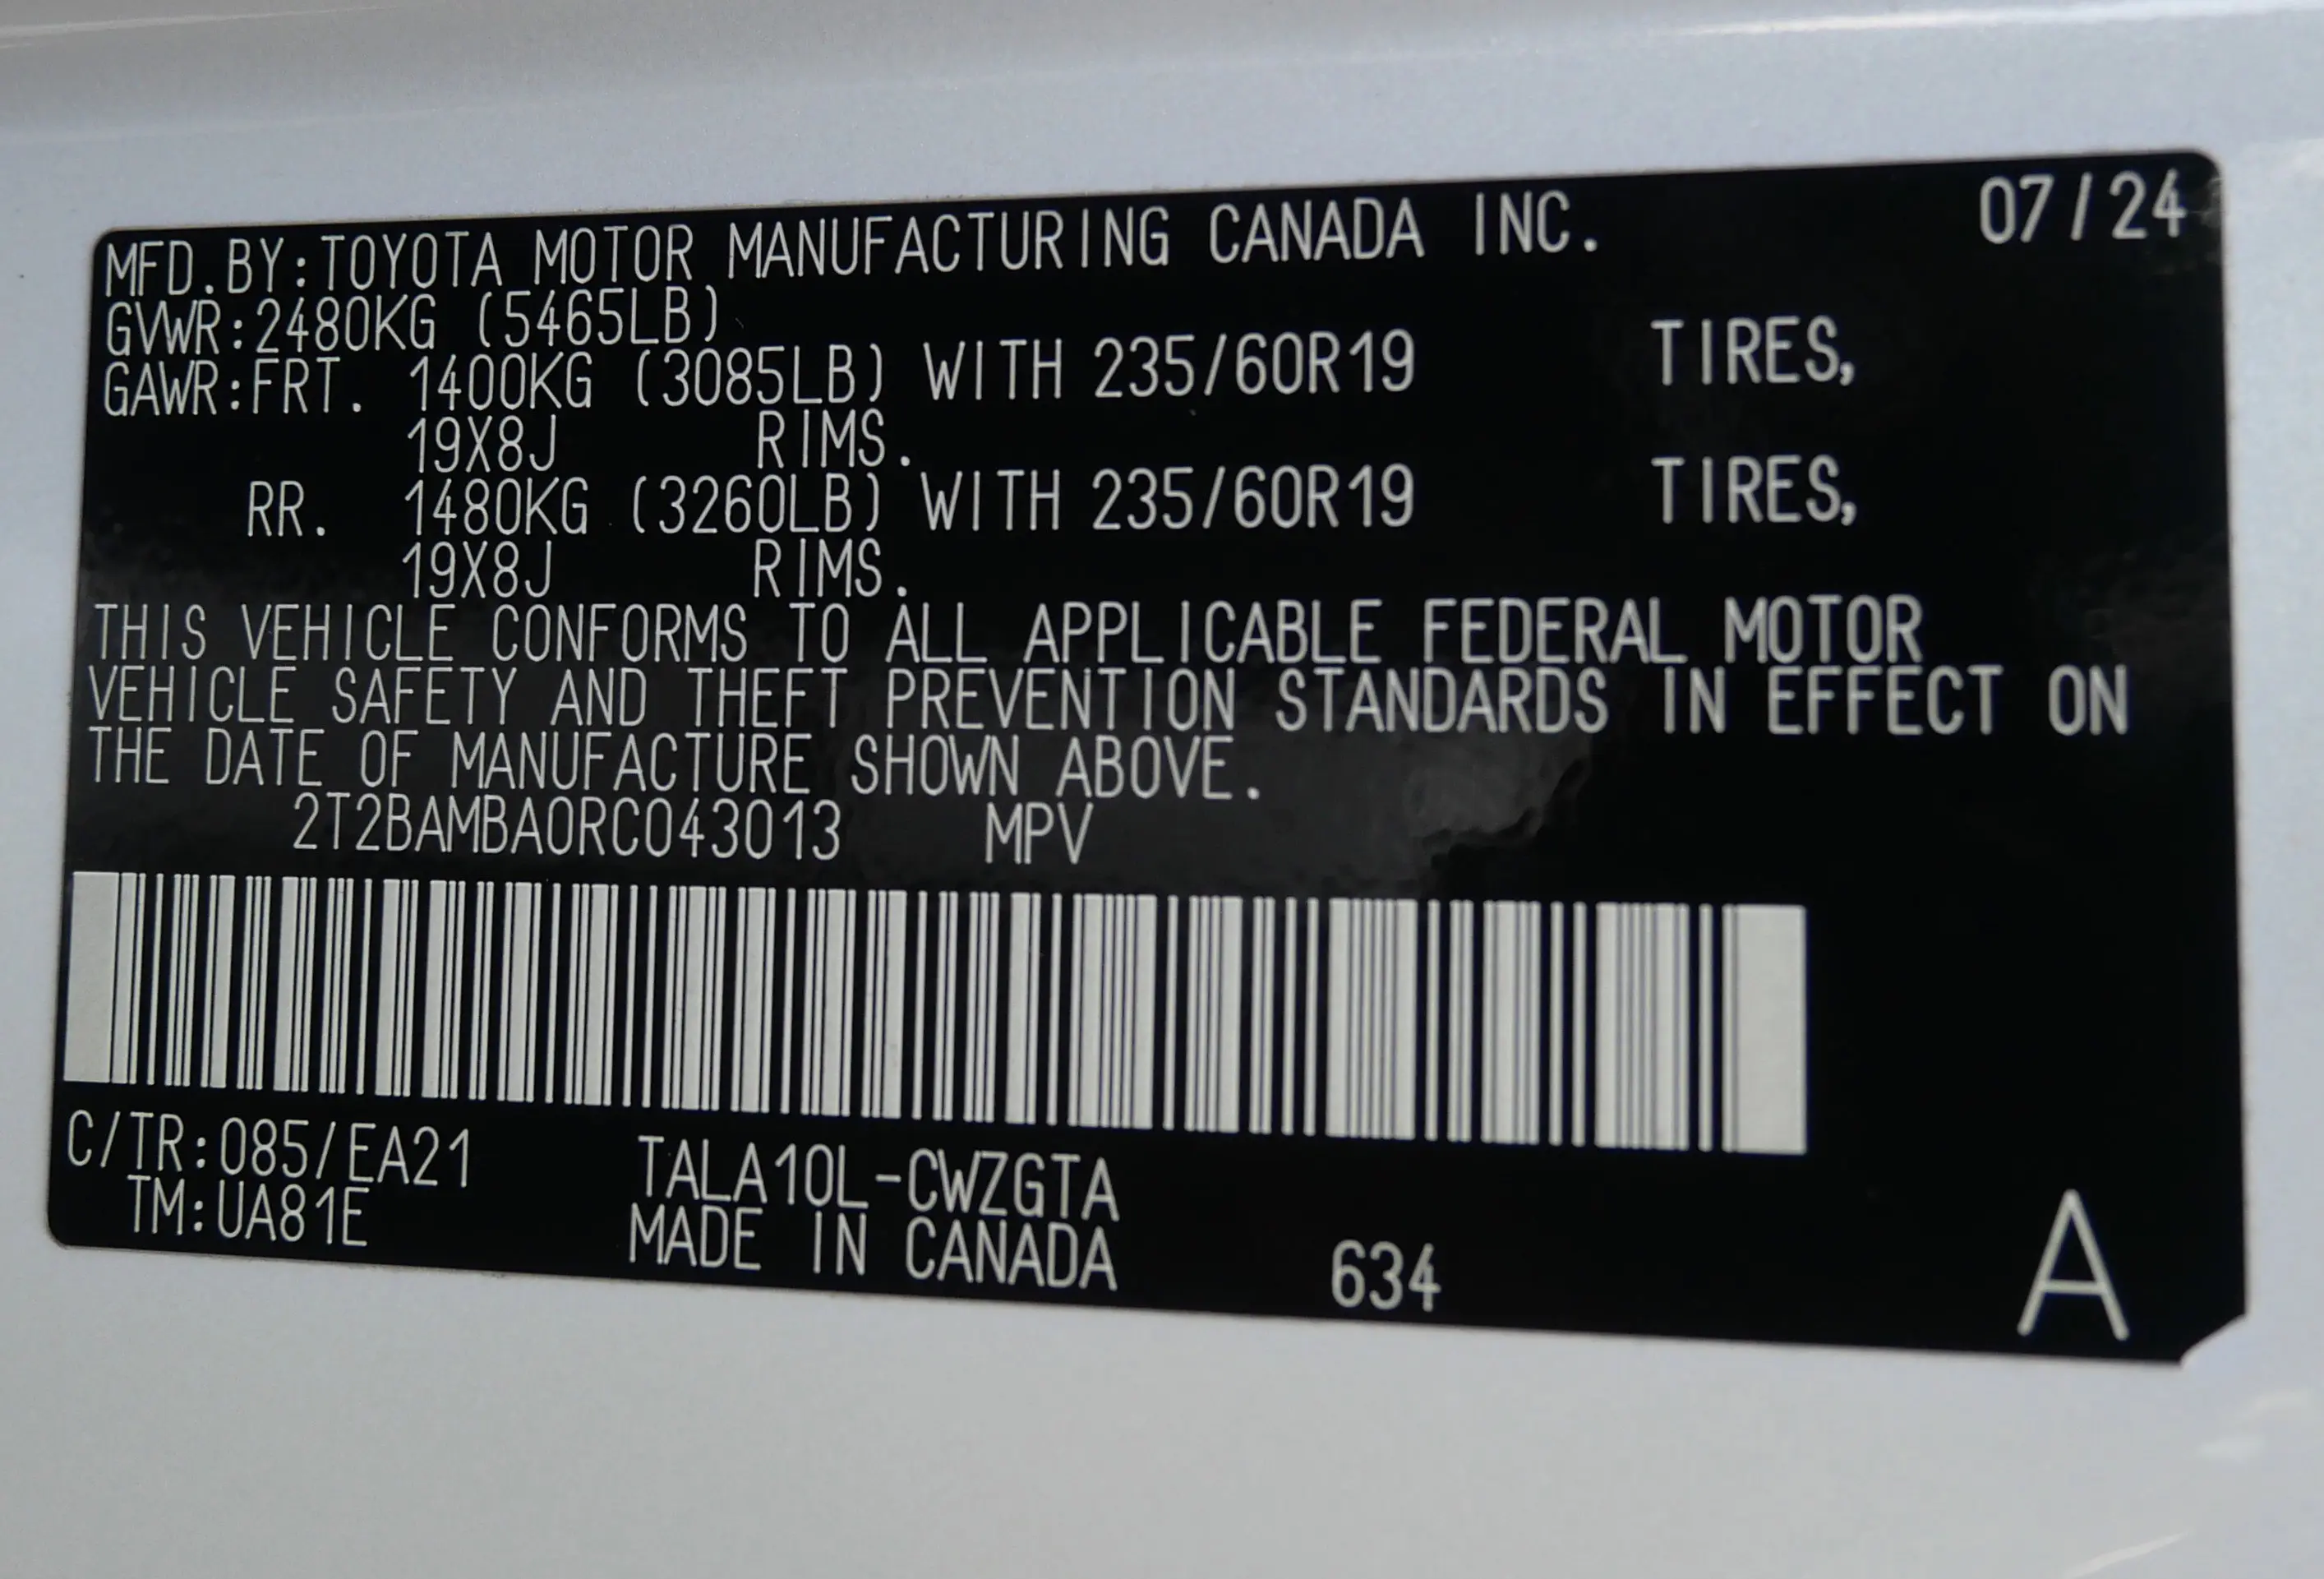 MFD.BY:TOYOTA MOTOR MANUFACTURING CANADA INC. 07/24
GVWR:2480KG (5465LB)
GAWR:FRT. 1400KG (3085LB) WITH 235/60R19 TIRES,
19X8J RIMS.
RR. 1480KG (3260LB) WITH 235/60R19 TIRES,
19X8J RIMS.
THIS VEHICLE CONFORMS TO ALL APPLICABLE FEDERAL MOTOR
VEHICLE SAFETY AND THEFT PREVENTION STANDARDS IN EFFECT ON
THE DATE OF MANUFACTURE SHOWN ABOVE.
2T2BAMBA0RC043013 MPV
C/TR:085/EA21 TALA10L-CWZGTA
TM:UA81E MADE IN CANADA 634 A